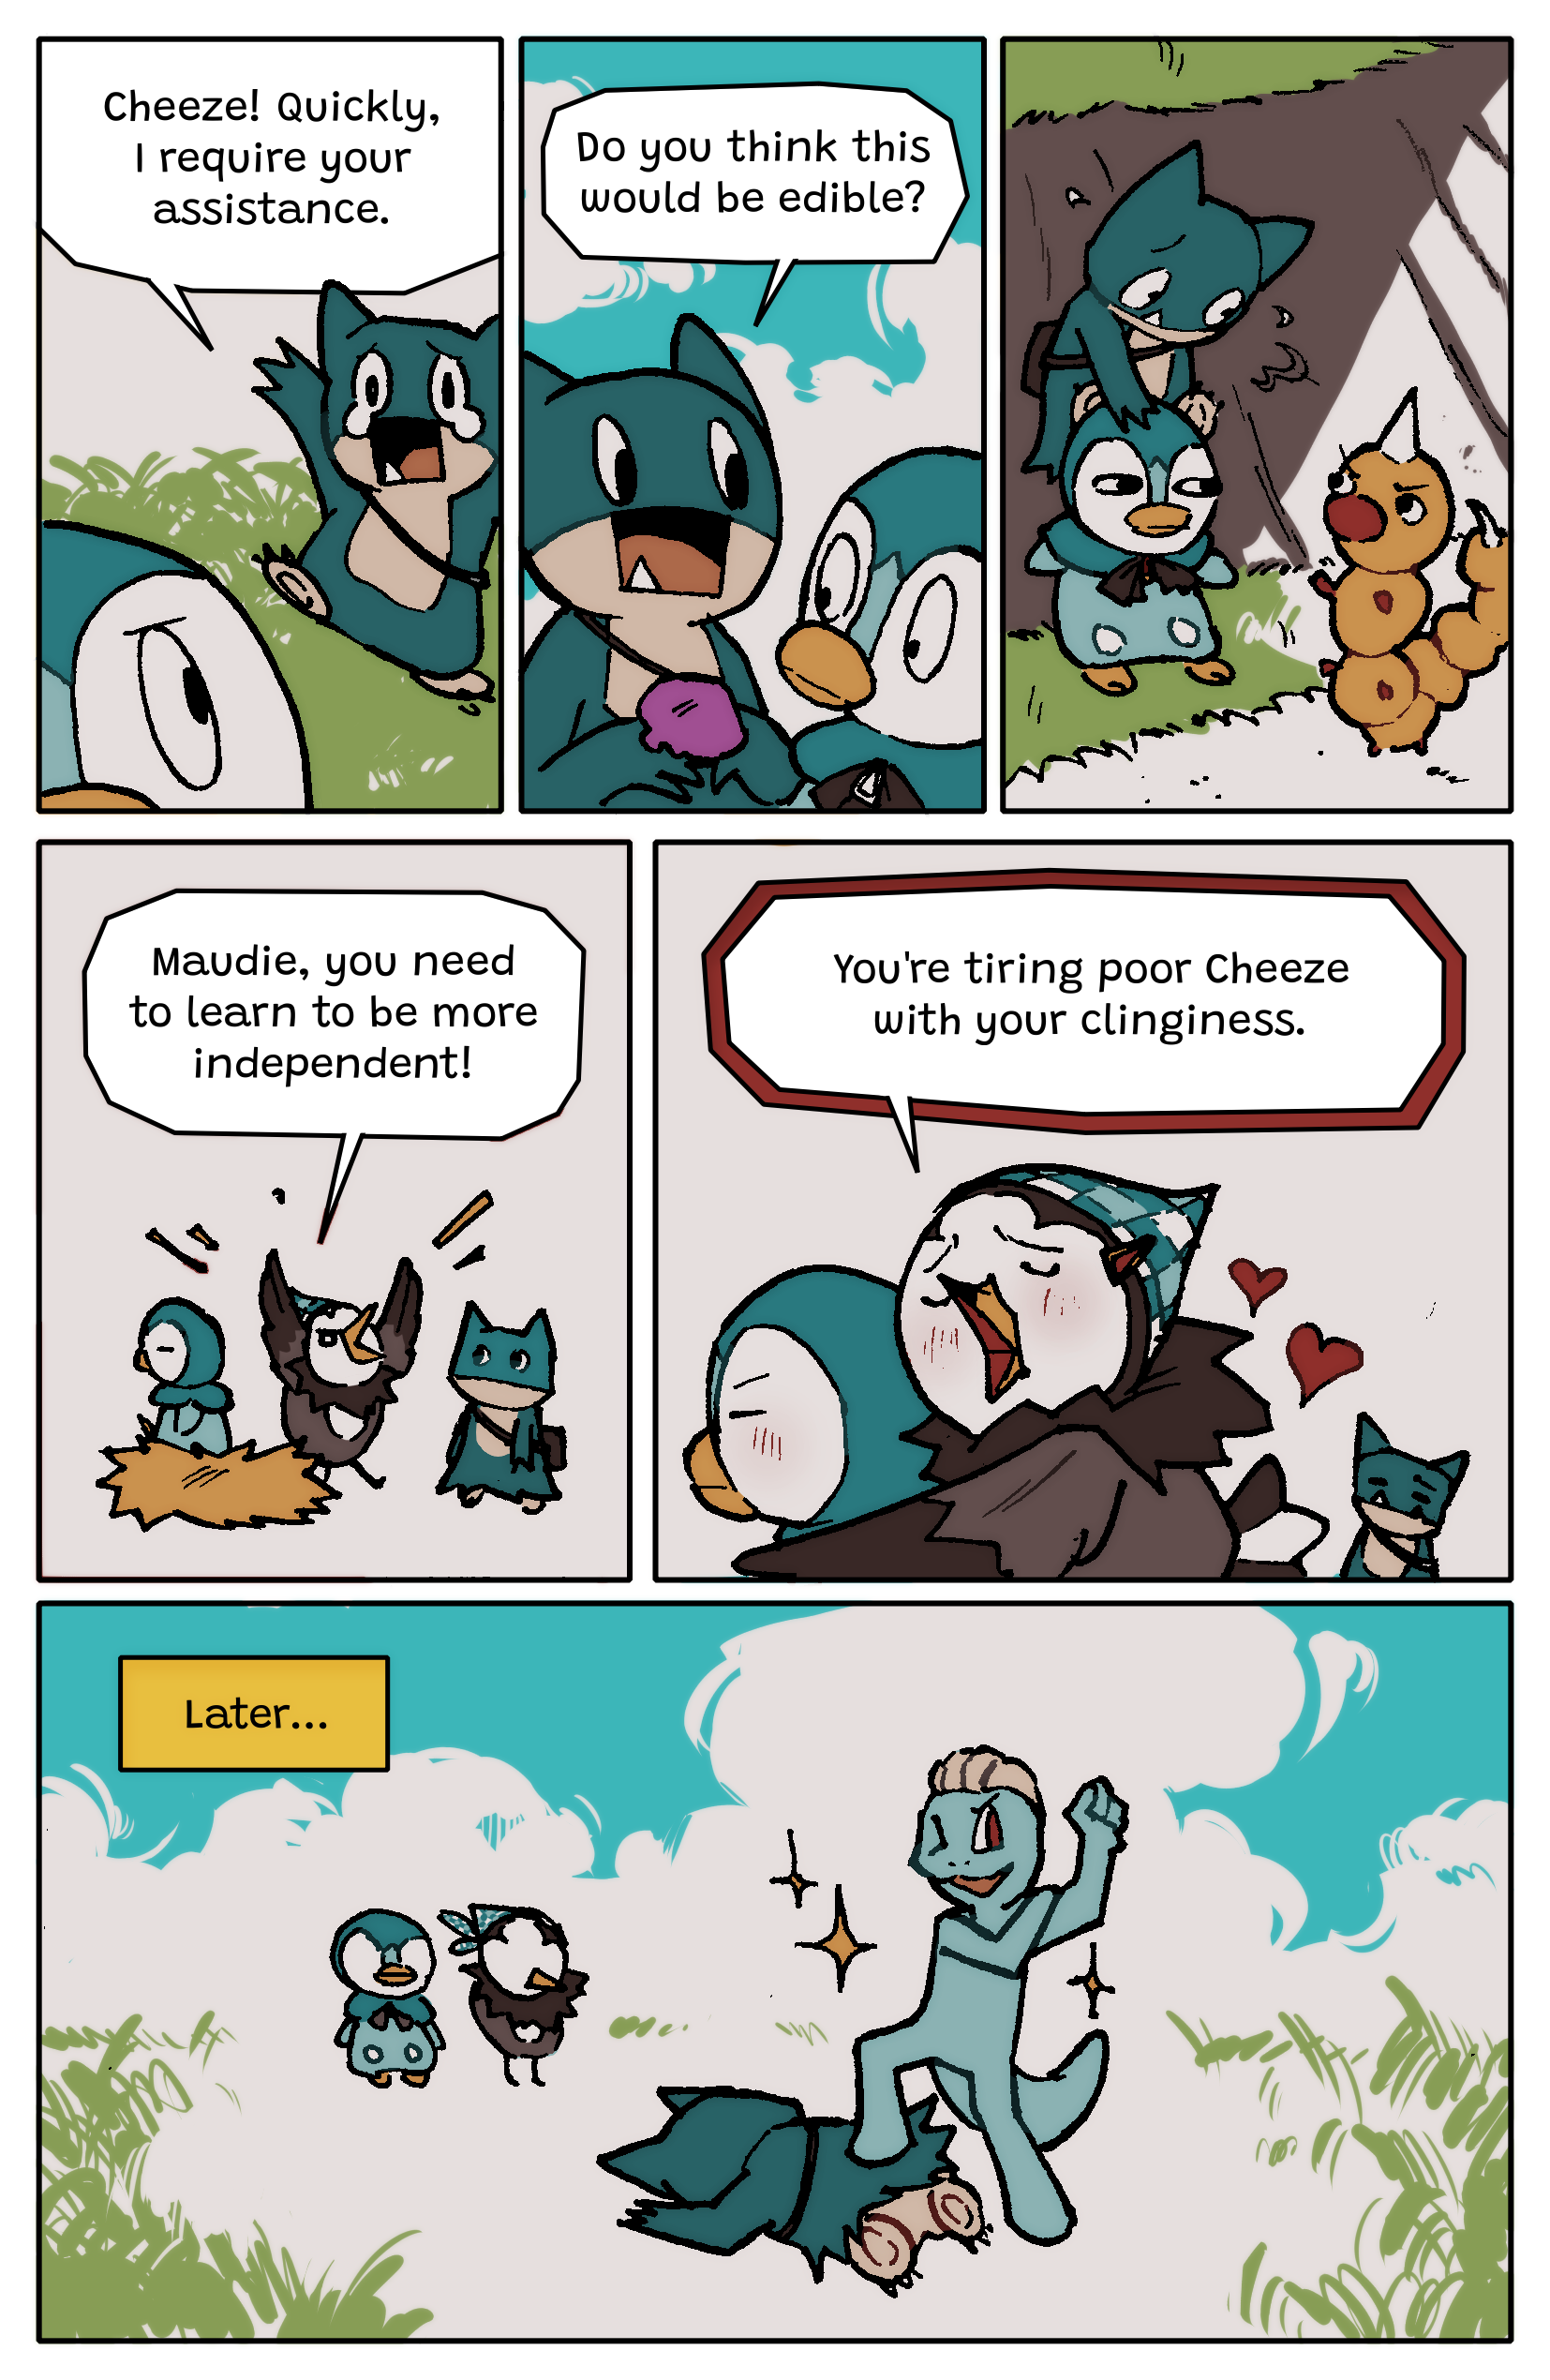 Cheeze! Quickly,
I require your
assistance.
Do you think this
would be edible?
Maudie, you need
to learn to be more
independent!
You're tiring poor Cheeze
with your clinginess.
Later...